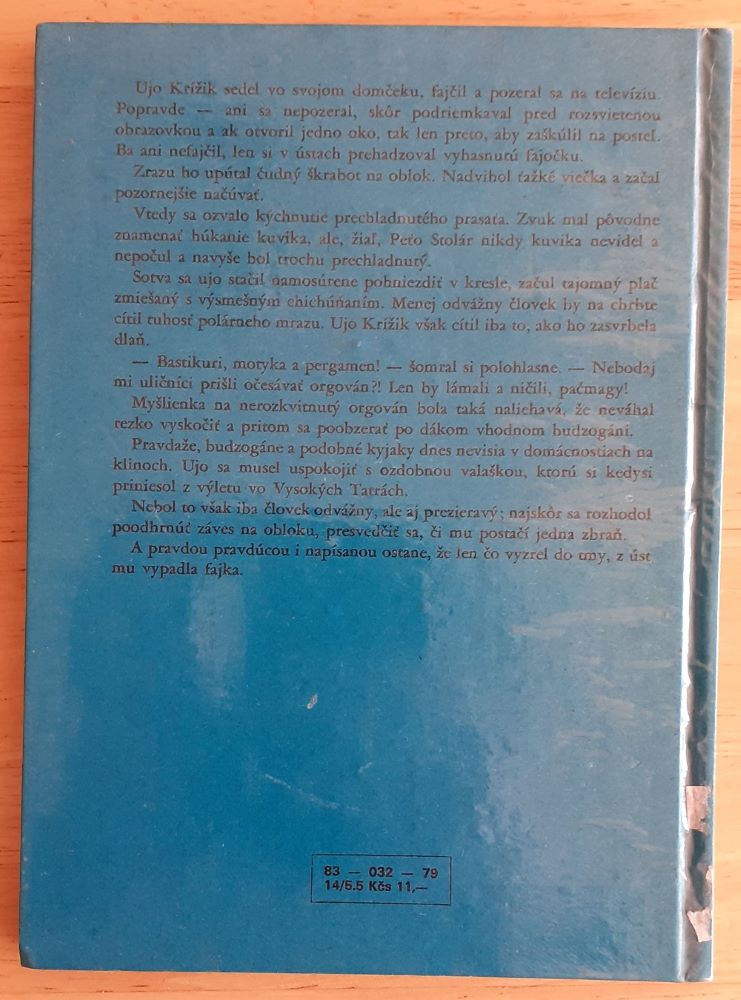 Ujo Krížik sedel vo svojom domčeku, fajčil a pozeral sa na televíziu.
Popravde — ani sa nepozeral, skôr podriemkaval pred rozsvietenou
obrazovkou a ak otvoril jedno oko, tak len preto, aby zaškúlil na posteľ.
Ba ani nefajčil, len si v ústach prehadzoval vyhasnutú fajočku.
Zrazu ho upútal čudný škrabot na oblok. Nadvihol ťažké viečka a začal
pozornejšie načúvať.
Vtedy sa ozvalo kýchnutie prechladnutého prasaťa. Zvuk mal pôvodne
znamenať húkanie kuvika, ale, žiaľ, Peťo Stolár nikdy kuvika nevidel a
nepočul a navyše bol trochu prechladnutý.
Sotva sa ujo stačil namosúrene pohniezdiť v kresle, začul tajomný plač
zmiešaný s výsmešným chichúňaním. Menej odvážny človek by na chrbte
cítil tuhosť polárneho mrazu. Ujo Krížik však cítil iba to, ako ho zasvrbela
dlaň.
— Bastikuri, motyka a pergamen! — šomral si polohlasne. — Nebodaj
mi uličníci prišli očesávať orgován?! Len by lámali a ničili, pačmagy!
Myšlienka na nerozkvitnutý orgován bola taká naliehavá, že neváhal
rezko vyskočiť a pritom sa poobzerať po dákom vhodnom budzogáni.
Pravdaže, budzogáne a podobné kyjaky dnes nevisia v domácnostiach na
klinoch. Ujo sa musel uspokojiť s ozdobnou valaškou, ktorú si kedysi
priniesol z výletu vo Vysokých Tatrách.
Nebol to však iba človek odvážny, ale aj prezieravý; najskôr sa rozhodol
poodhrnúť záves na obloku, presvedčiť sa, či mu postačí jedna zbraň.
A pravdou pravdúcou i napísanou ostane, že len čo vyzrel do tmy, z úst
mu vypadla fajka.
83 — 032 — 79
14/5.5 Kčs 11,—